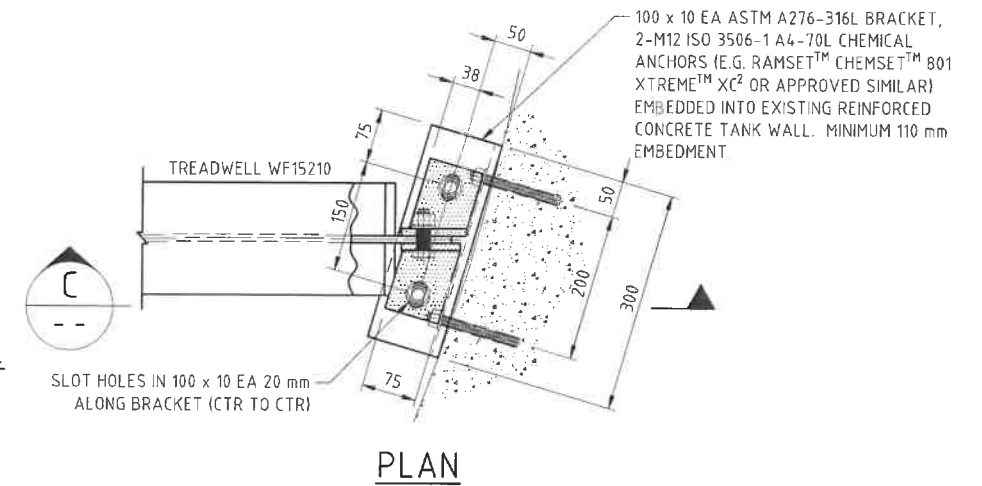 100 x 10 EA ASTM A276-316L BRACKET,
2-M12 ISO 3506-1 A4-70L CHEMICAL
ANCHORS (E.G. RAMSET™ CHEMSET™ 801
XTREME™ XC² OR APPROVED SIMILAR)
EMBEDDED INTO EXISTING REINFORCED
CONCRETE TANK WALL. MINIMUM 110 mm
EMBEDMENT
50
38
75
TREADWELL WF15210
150
50
200
300
C
--
SLOT HOLES IN 100 x 10 EA 20 mm
ALONG BRACKET (CTR TO CTR)
75
PLAN